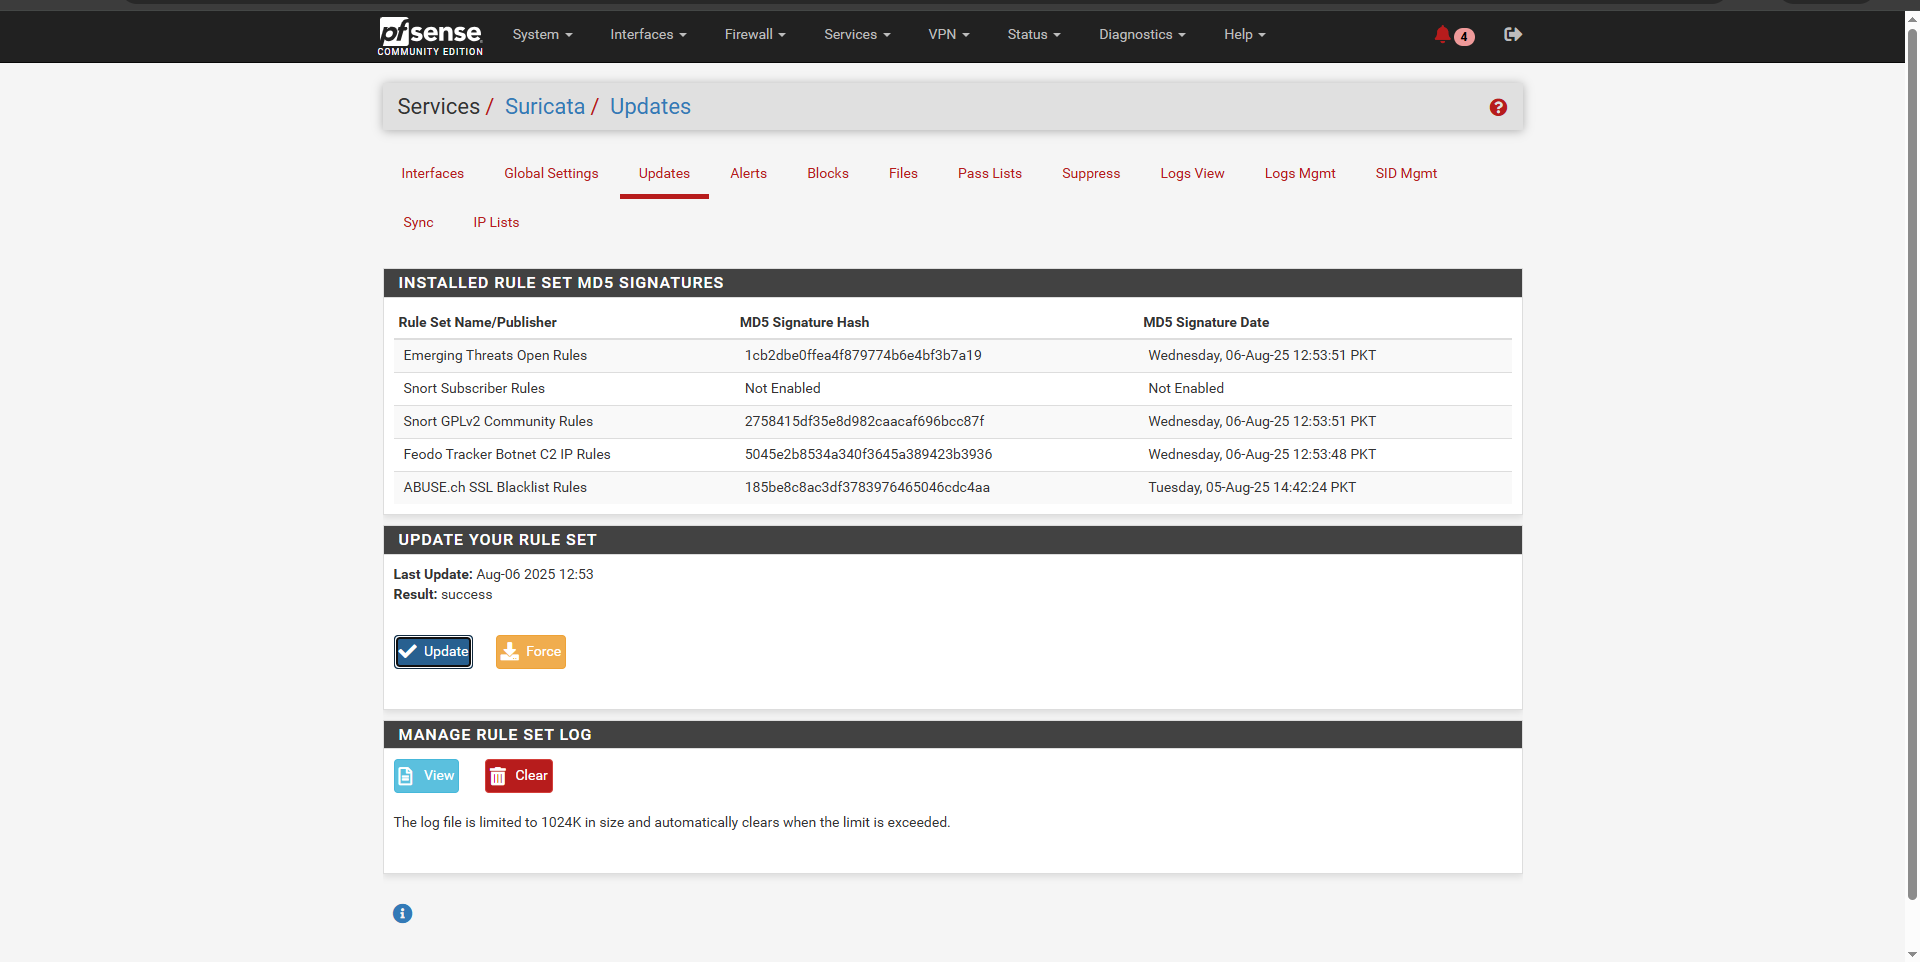 pfsense
COMMUNITY EDITION
System Interfaces Firewall Services VPN Status Diagnostics Help 4
Services / Suricata / Updates
Interfaces Global Settings Updates Alerts Blocks Files Pass Lists Suppress Logs View Logs Mgmt SID Mgmt
Sync IP Lists
INSTALLED RULE SET MD5 SIGNATURES
Rule Set Name/Publisher MD5 Signature Hash MD5 Signature Date
Emerging Threats Open Rules 1cb2dbe0ffea4f879774b6e4bf3b7a19 Wednesday, 06-Aug-25 12:53:51 PKT
Snort Subscriber Rules Not Enabled Not Enabled
Snort GPLv2 Community Rules 2758415df35e8d982caacaf696bcc87f Wednesday, 06-Aug-25 12:53:51 PKT
Feodo Tracker Botnet C2 IP Rules 5045e2b8534a340f3645a389423b3936 Wednesday, 06-Aug-25 12:53:48 PKT
ABUSE.ch SSL Blacklist Rules 185be8c8ac3df3783976465046cdc4aa Tuesday, 05-Aug-25 14:42:24 PKT
UPDATE YOUR RULE SET
Last Update: Aug-06 2025 12:53
Result: success
Update Force
MANAGE RULE SET LOG
View Clear
The log file is limited to 1024K in size and automatically clears when the limit is exceeded.